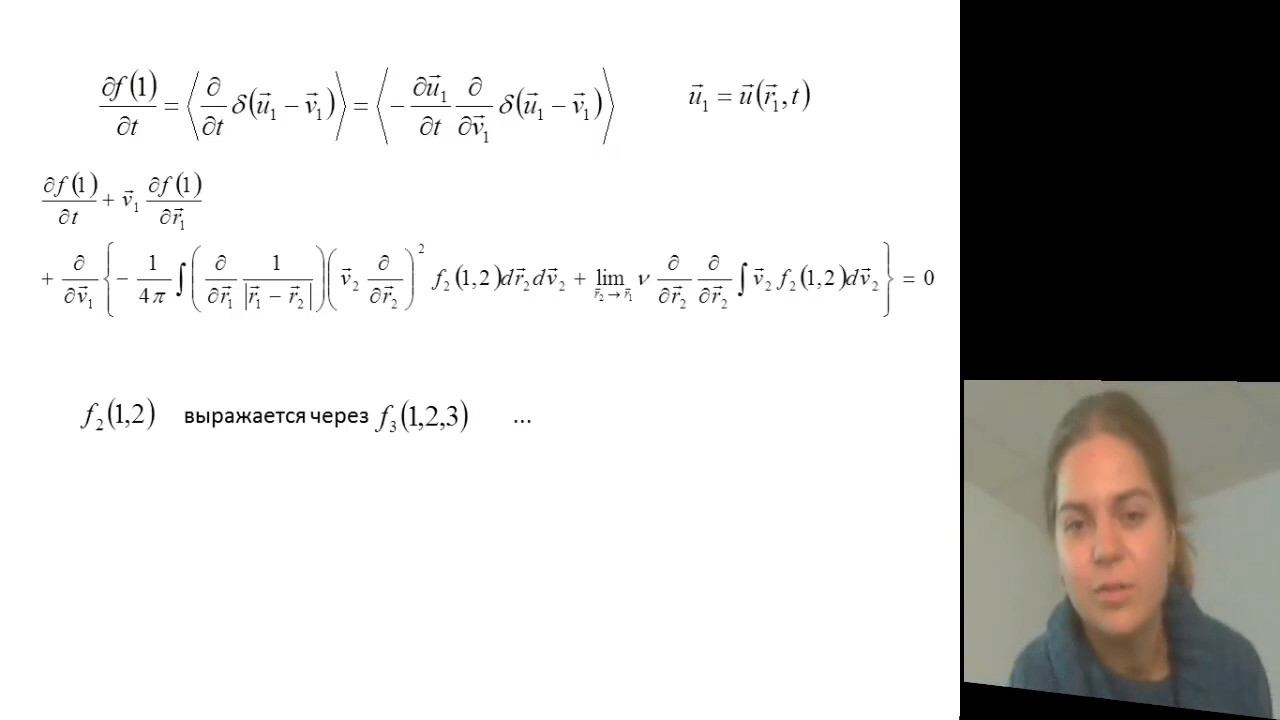 ∂f(1)/∂t = ⟨∂/∂t δ(u⃗₁ − v⃗₁)⟩ = ⟨−∂u⃗₁/∂t ∂/∂v⃗₁ δ(u⃗₁ − v⃗₁)⟩ u⃗₁ = u⃗(r⃗₁, t)
∂f(1)/∂t + v⃗₁ ∂f(1)/∂r⃗₁
+ ∂/∂v⃗₁ {−1/4π ∫(∂/∂r⃗₁ 1/|r⃗₁ − r⃗₂|)(v⃗₂ ∂/∂r⃗₂)² f₂(1,2)dr⃗₂dv⃗₂ + lim r⃗₂→r⃗₁ ν ∂/∂r⃗₂ ∂/∂r⃗₂ ∫v⃗₂ f₂(1,2)dv⃗₂} = 0
f₂(1,2) выражается через f₃(1,2,3) ...